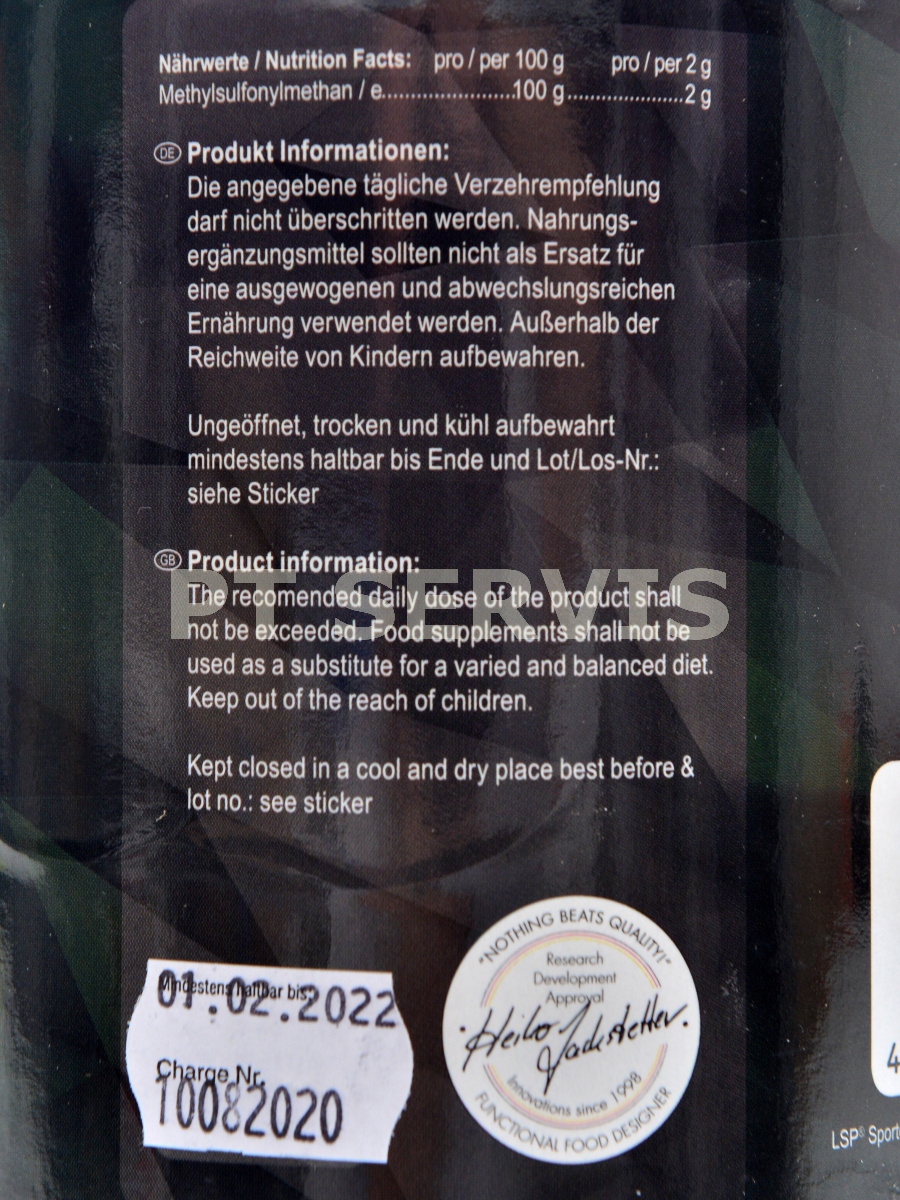 Nährwerte / Nutrition Facts: pro / per 100 g pro / per 2 g
Methylsulfonylmethan / e......................100 g....................2 g
DE Produkt Informationen:
Die angegebene tägliche Verzehrempfehlung
darf nicht überschritten werden. Nahrungs-
ergänzungsmittel sollten nicht als Ersatz für
eine ausgewogenen und abwechslungsreichen
Ernährung verwendet werden. Außerhalb der
Reichweite von Kindern aufbewahren.
Ungeöffnet, trocken und kühl aufbewahrt
mindestens haltbar bis Ende und Lot/Los-Nr.:
siehe Sticker
GB Product information:
PT SERVIS
The recomended daily dose of the product shall
not be exceeded. Food supplements shall not be
used as a substitute for a varied and balanced diet.
Keep out of the reach of children.
Kept closed in a cool and dry place best before &
lot no.: see sticker
Mindestens haltbar bis:
01.02.2022
Charge Nr.
10082020
"NOTHING BEATS QUALITY!"
Research
Development
Approval
Heiko Jackstetter.
Innovations since 1998
FUNCTIONAL FOOD DESIGNER
4
LSP® Sport